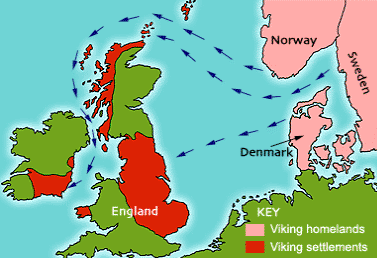 Norway
Sweden
Denmark
England
KEY
Viking homelands
Viking settlements